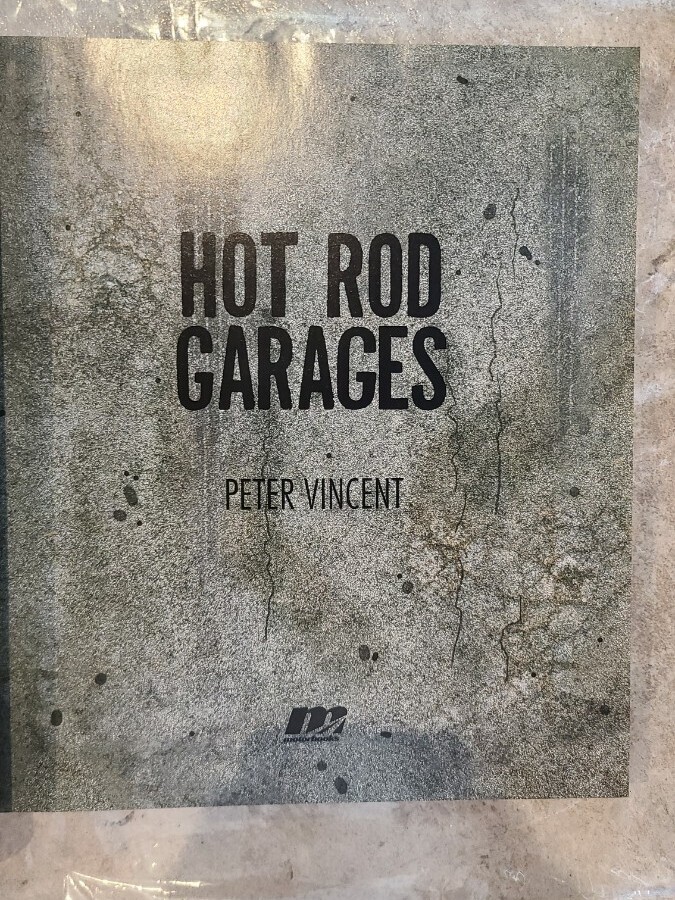 HOT ROD
GARAGES
PETER VINCENT
m
motorbooks